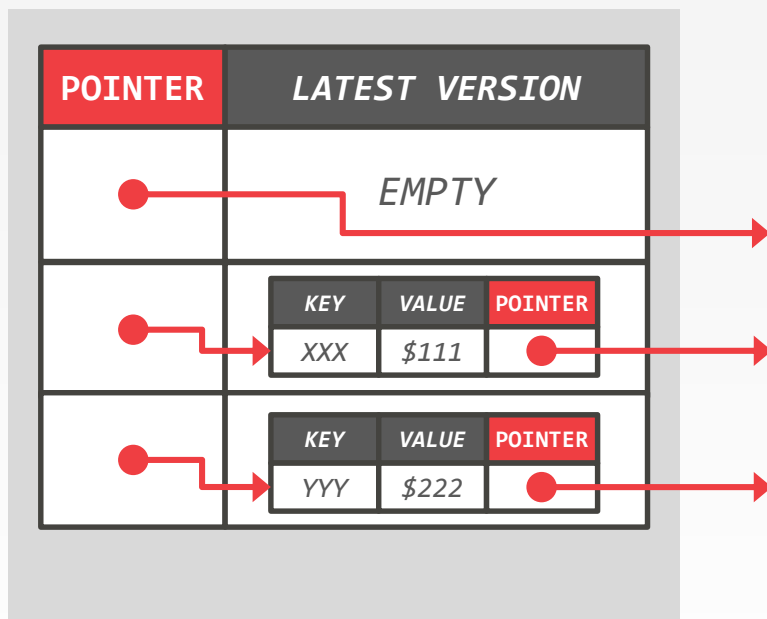 POINTER LATEST VERSION
EMPTY
KEY VALUE POINTER
XXX $111
KEY VALUE POINTER
YYY $222